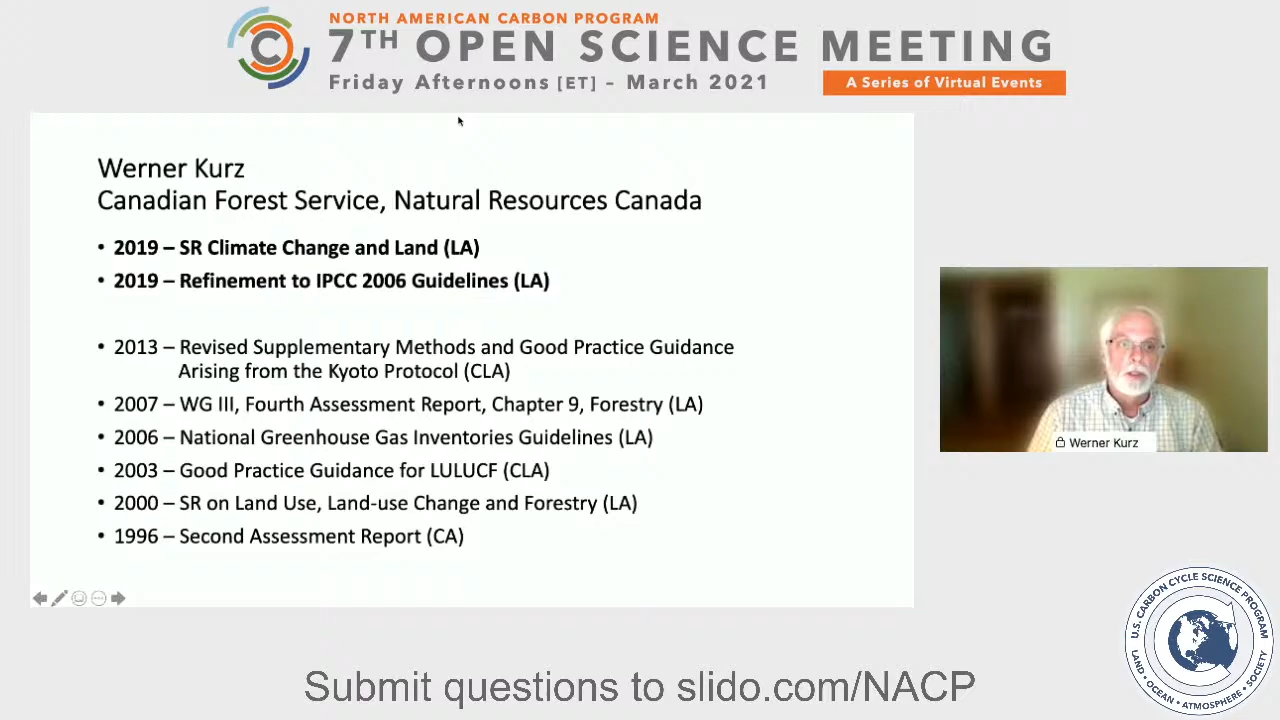 NORTH AMERICAN CARBON PROGRAM
7TH OPEN SCIENCE MEETING
Friday Afternoons [ET] – March 2021
A Series of Virtual Events
C
Werner Kurz
Canadian Forest Service, Natural Resources Canada
• 2019 – SR Climate Change and Land (LA)
• 2019 – Refinement to IPCC 2006 Guidelines (LA)
• 2013 – Revised Supplementary Methods and Good Practice Guidance
Arising from the Kyoto Protocol (CLA)
• 2007 – WG III, Fourth Assessment Report, Chapter 9, Forestry (LA)
• 2006 – National Greenhouse Gas Inventories Guidelines (LA)
• 2003 – Good Practice Guidance for LULUCF (CLA)
• 2000 – SR on Land Use, Land-use Change and Forestry (LA)
• 1996 – Second Assessment Report (CA)
Werner Kurz
U.S. CARBON CYCLE SCIENCE PROGRAM
LAND • OCEAN • ATMOSPHERE • SOCIETY
Submit questions to slido.com/NACP